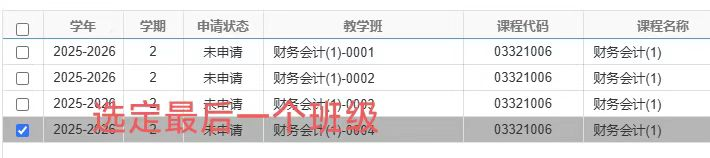 学年 学期 申请状态 教学班 课程代码 课程名称
2025-2026 2 未申请 财务会计(1)-0001 03321006 财务会计(1)
2025-2026 2 未申请 财务会计(1)-0002 03321006 财务会计(1)
2025-2026 2 未申请 财务会计(1)-0003 03321006 财务会计(1)
选定最后一个班级
2025-2026 2 未申请 财务会计(1)-0004 03321006 财务会计(1)